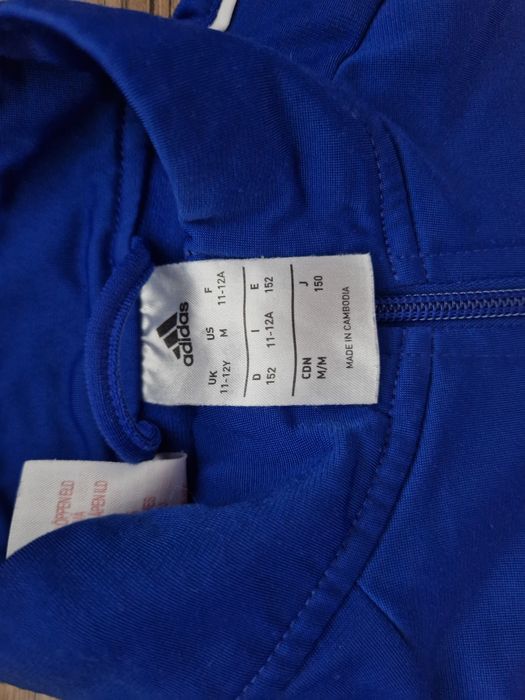 adidas
UK US F
11-12Y M 11-12A
D I E
152 11-12A 152
CDN J
M/M 150
MADE IN CAMBODIA